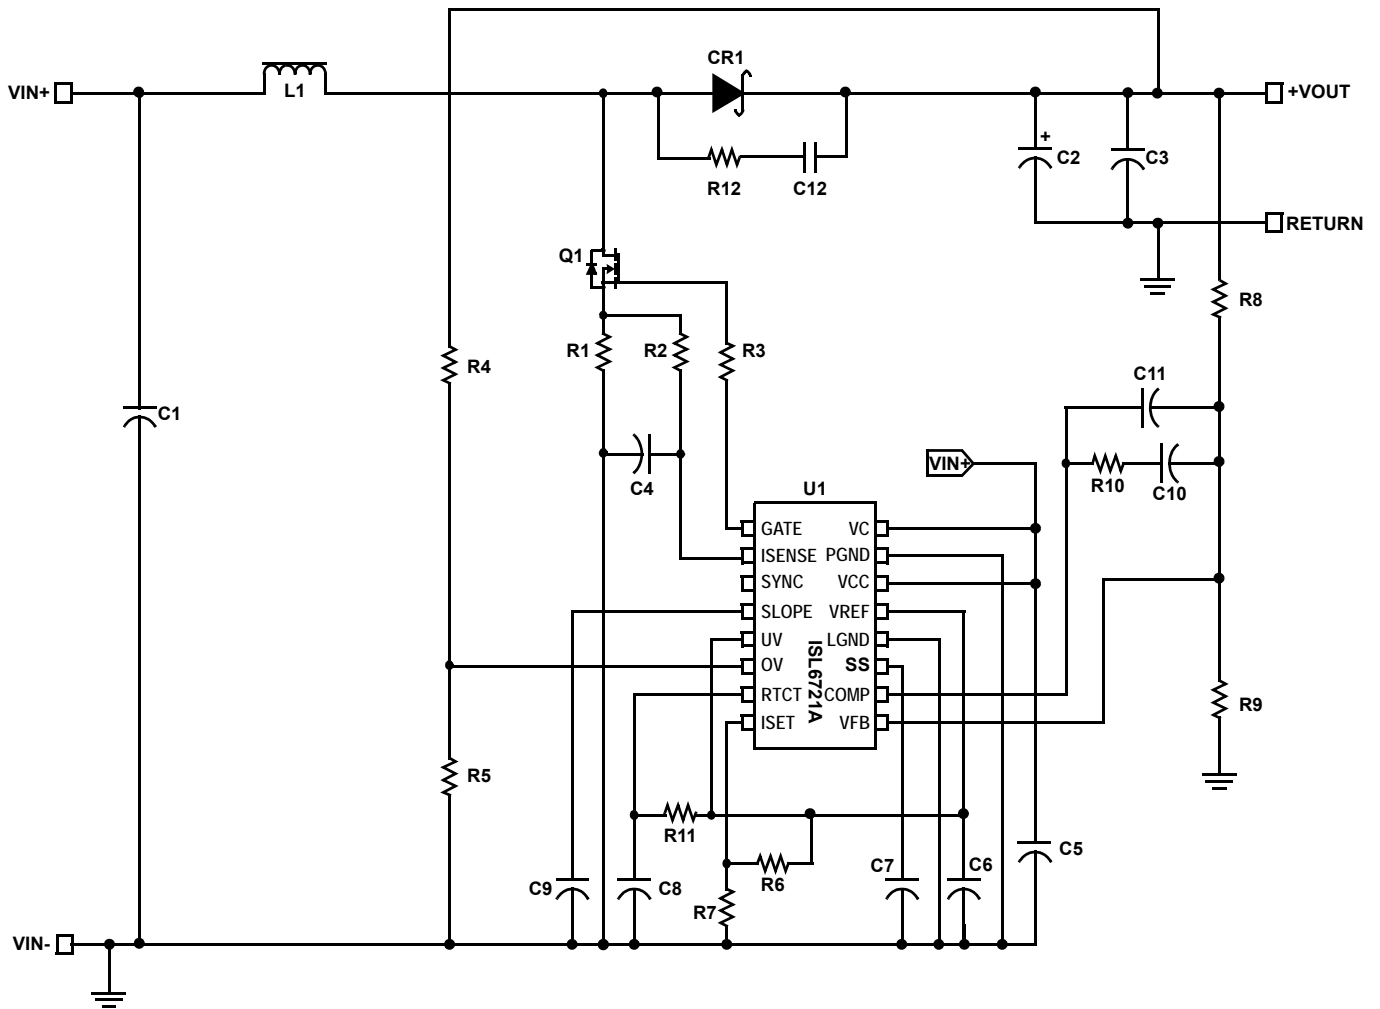 CR1
VIN+
L1
+VOUT
+
C2
C3
R12
C12
RETURN
Q1
R8
R1
R2
R3
R4
C11
C1
VIN+
R10
C10
C4
U1
GATE
VC
ISENSE
PGND
SYNC
VCC
SLOPE
VREF
UV
LGND
ISL6721A
OV
SS
RTCT
COMP
ISET
VFB
R9
R5
R11
C5
R6
C7
C6
C9
C8
R7
VIN-